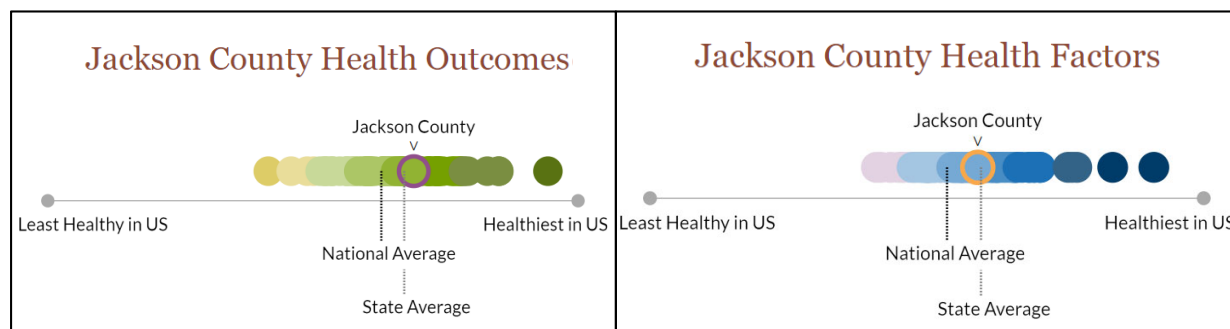 Jackson County Health Outcomes
Jackson County
Least Healthy in US
Healthiest in US
National Average
State Average
Jackson County Health Factors
Jackson County
Least Healthy in US
Healthiest in US
National Average
State Average